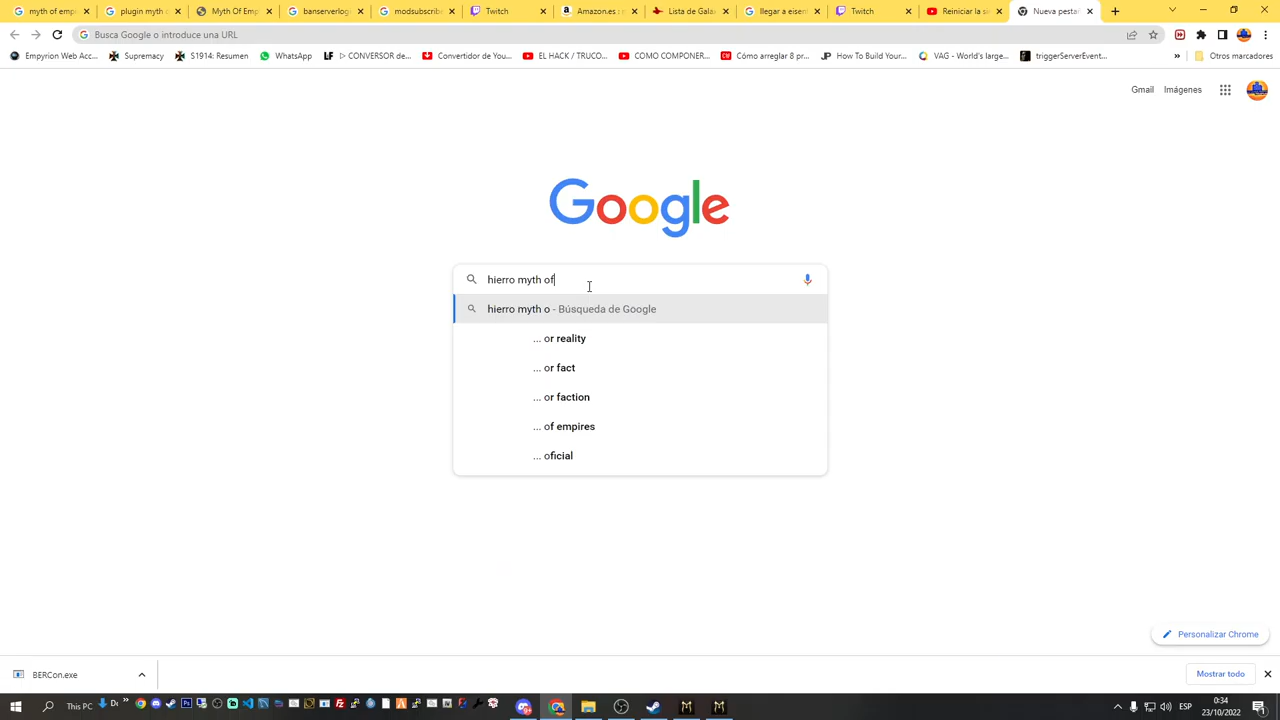 myth of emp
plugin myth o
Myth Of Emp
banserverlog
modsubscrib
Twitch
Amazon.es: m
Lista de Gala
llegar a eisen
Twitch
Reiniciar la si
Nueva pesta
Busca Google o introduce una URL
Empyrion Web Acc...
Supremacy
S1914: Resumen
WhatsApp
▷ CONVERSOR de...
Convertidor de You...
EL HACK / TRUCO...
COMO COMPONER...
Cómo arreglar 8 pr...
How To Build Your...
VAG - World's large...
triggerServerEvent...
»
Otros marcadores
Gmail
Imágenes
Google
hierro myth of
hierro myth o - Búsqueda de Google
... or reality
... or fact
... or faction
... of empires
... oficial
Personalizar Chrome
BERCon.exe
Mostrar todo
This PC
»
ESP
0:34
23/10/2022